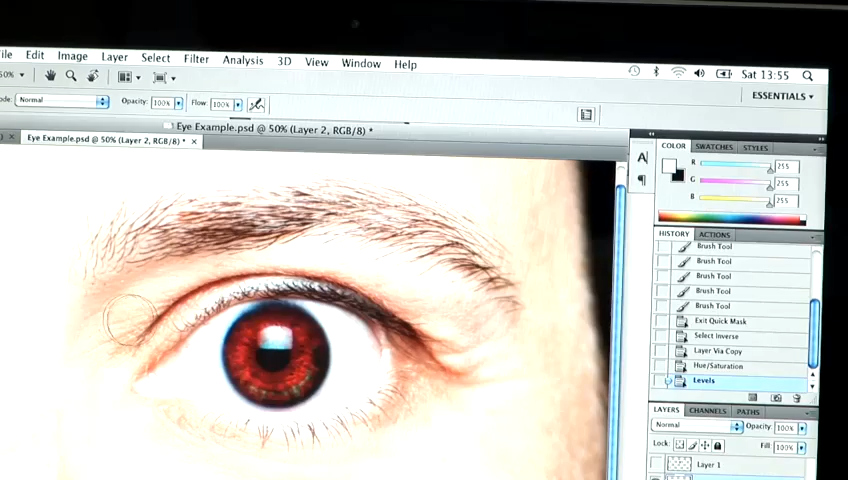 File Edit Image Layer Select Filter Analysis 3D View Window Help
Sat 13:55
50%
Mode: Normal Opacity: 100% Flow: 100%
ESSENTIALS
Eye Example.psd @ 50% (Layer 2, RGB/8) *
Eye Example.psd @ 50% (Layer 2, RGB/8) * ×
COLOR SWATCHES STYLES
A
¶
R 255
G 255
B 255
HISTORY ACTIONS
Brush Tool
Brush Tool
Brush Tool
Brush Tool
Brush Tool
Exit Quick Mask
Select Inverse
Layer Via Copy
Hue/Saturation
Levels
LAYERS CHANNELS PATHS
Normal Opacity: 100%
Lock: Fill: 100%
Layer 1